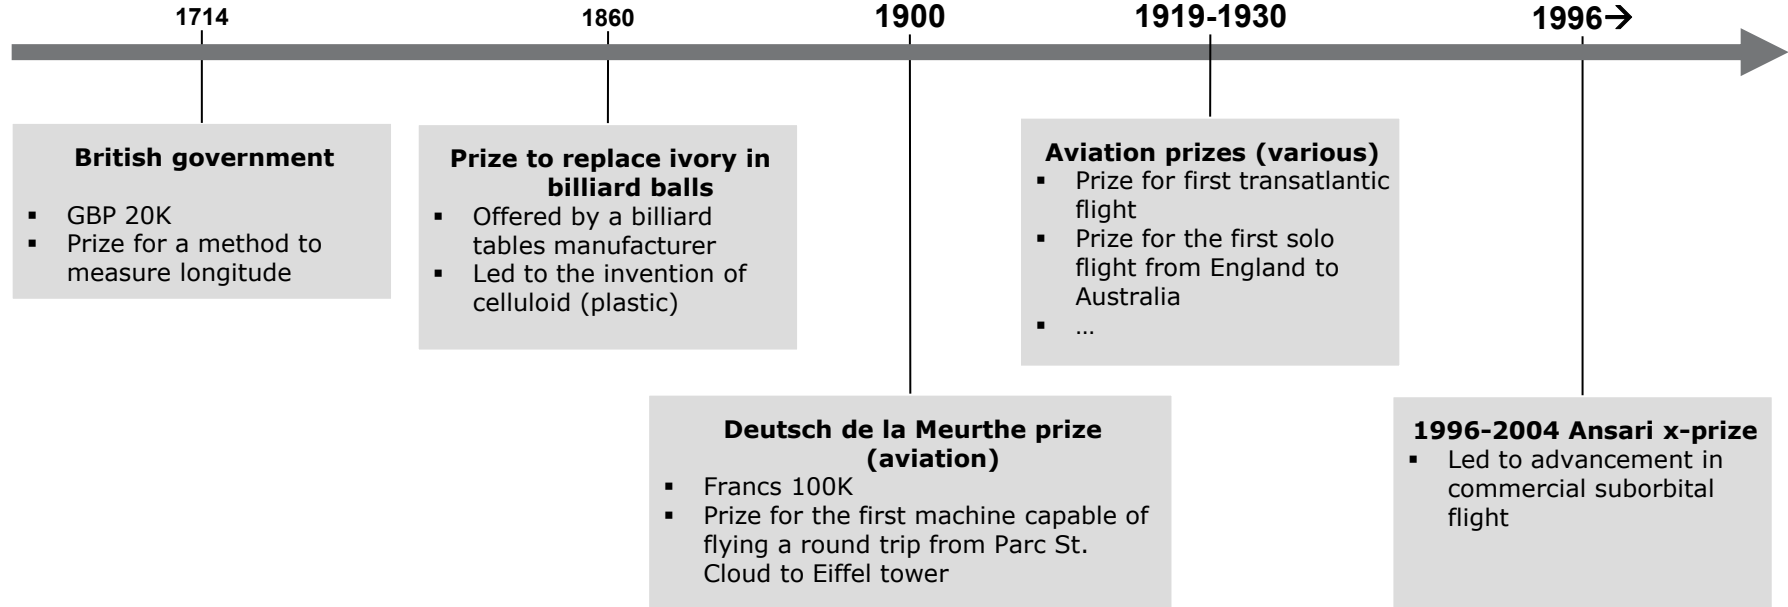 1714
1860
1900
1919-1930
1996→
British government
▪ GBP 20K
▪ Prize for a method to
measure longitude
Prize to replace ivory in
billiard balls
▪ Offered by a billiard
tables manufacturer
▪ Led to the invention of
celluloid (plastic)
Deutsch de la Meurthe prize
(aviation)
▪ Francs 100K
▪ Prize for the first machine capable of
flying a round trip from Parc St.
Cloud to Eiffel tower
Aviation prizes (various)
▪ Prize for first transatlantic
flight
▪ Prize for the first solo
flight from England to
Australia
▪ …
1996-2004 Ansari x-prize
▪ Led to advancement in
commercial suborbital
flight